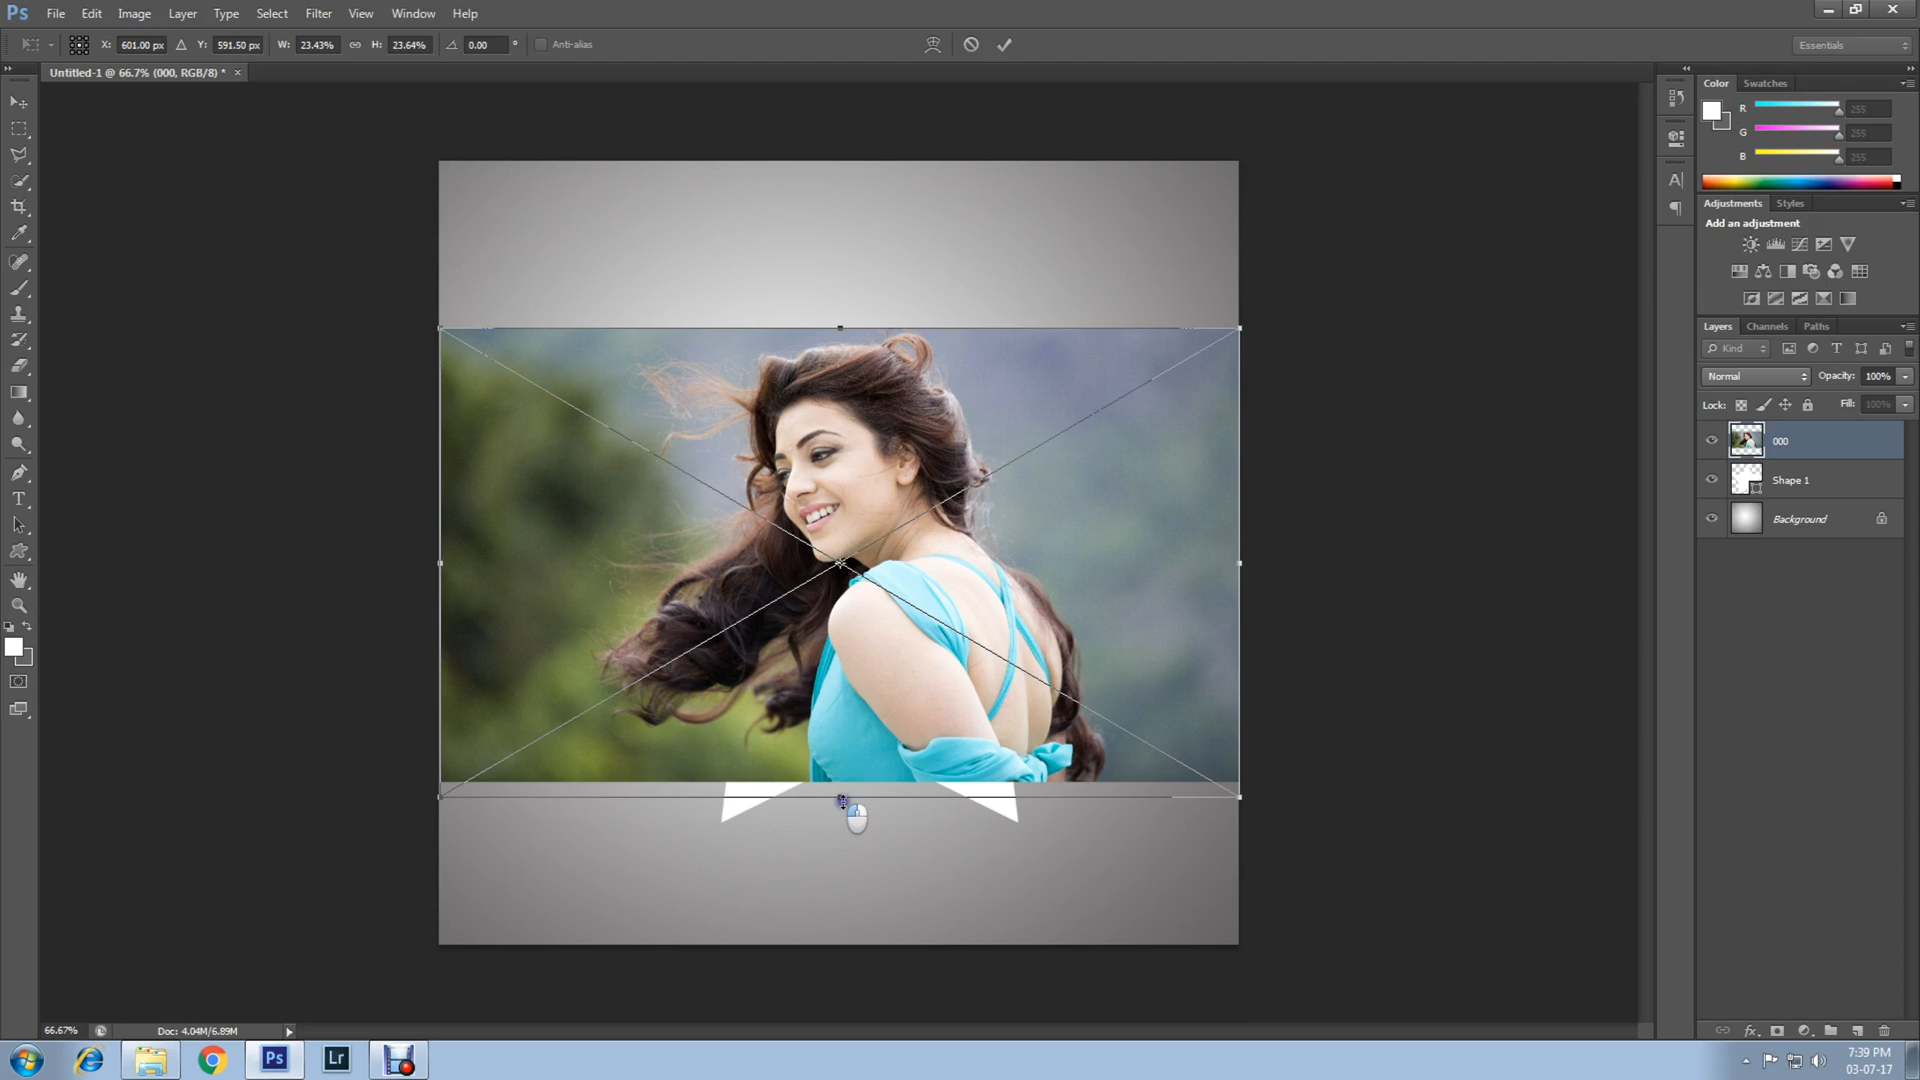 Ps File Edit Image Layer Type Select Filter View Window Help
X: 601.00 px Y: 591.50 px W: 23.43% H: 23.64% 0.00 ° Anti-alias Essentials
Untitled-1 @ 66.7% (000, RGB/8) * ×
Color Swatches
R 255
G 255
B 255
Adjustments Styles
Add an adjustment
Layers Channels Paths
Kind
Normal Opacity: 100%
Lock: Fill: 100%
000
Shape 1
Background
66.67% Doc: 4.04M/6.89M
Ps Lr
7:39 PM
03-07-17